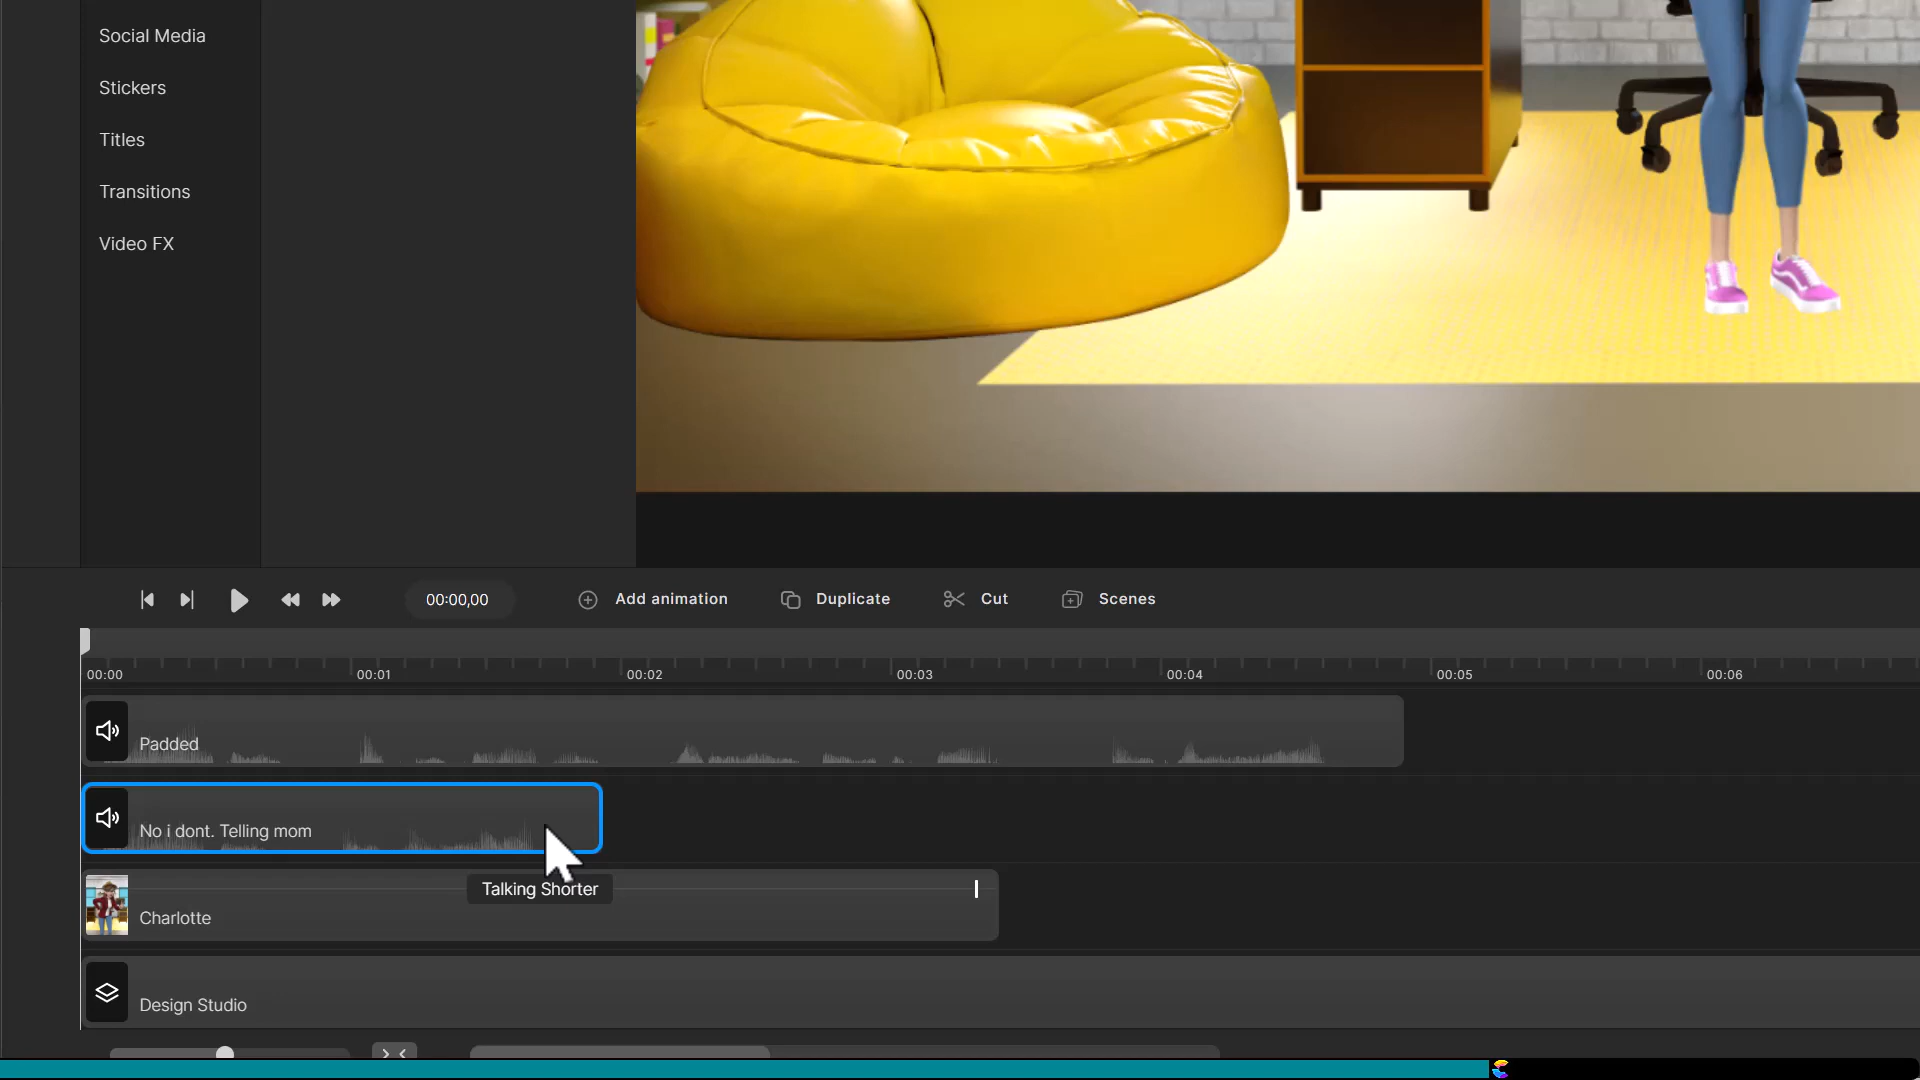 Social Media
Stickers
Titles
Transitions
Video FX
00:00,00
Add animation
Duplicate
Cut
Scenes
00:00
00:01
00:02
00:03
00:04
00:05
00:06
Padded
No i dont. Telling mom
Talking Shorter
Charlotte
Design Studio